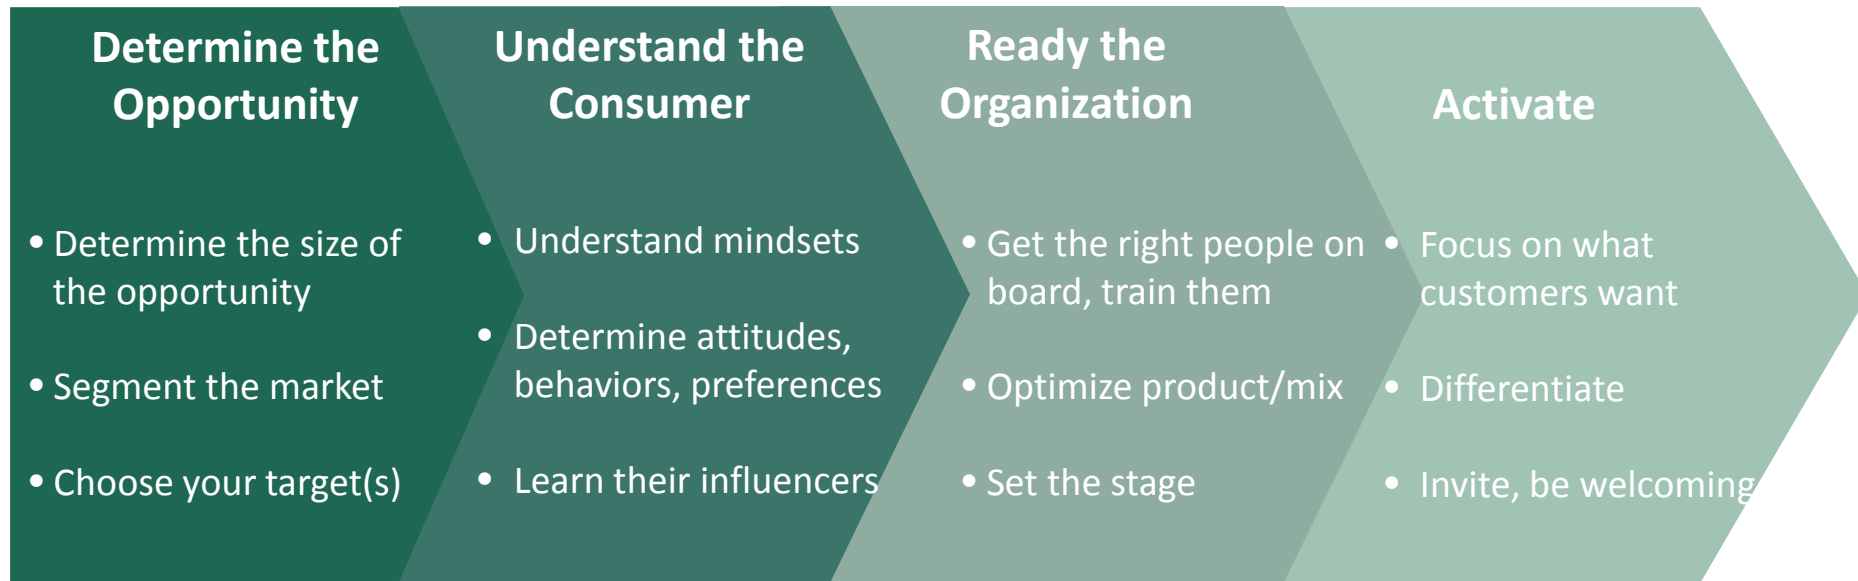 Determine the
Opportunity
• Determine the size of
the opportunity
• Segment the market
• Choose your target(s)
Understand the
Consumer
• Understand mindsets
• Determine attitudes,
behaviors, preferences
• Learn their influencers
Ready the
Organization
• Get the right people on
board, train them
• Optimize product/mix
• Set the stage
Activate
• Focus on what
customers want
• Differentiate
• Invite, be welcoming